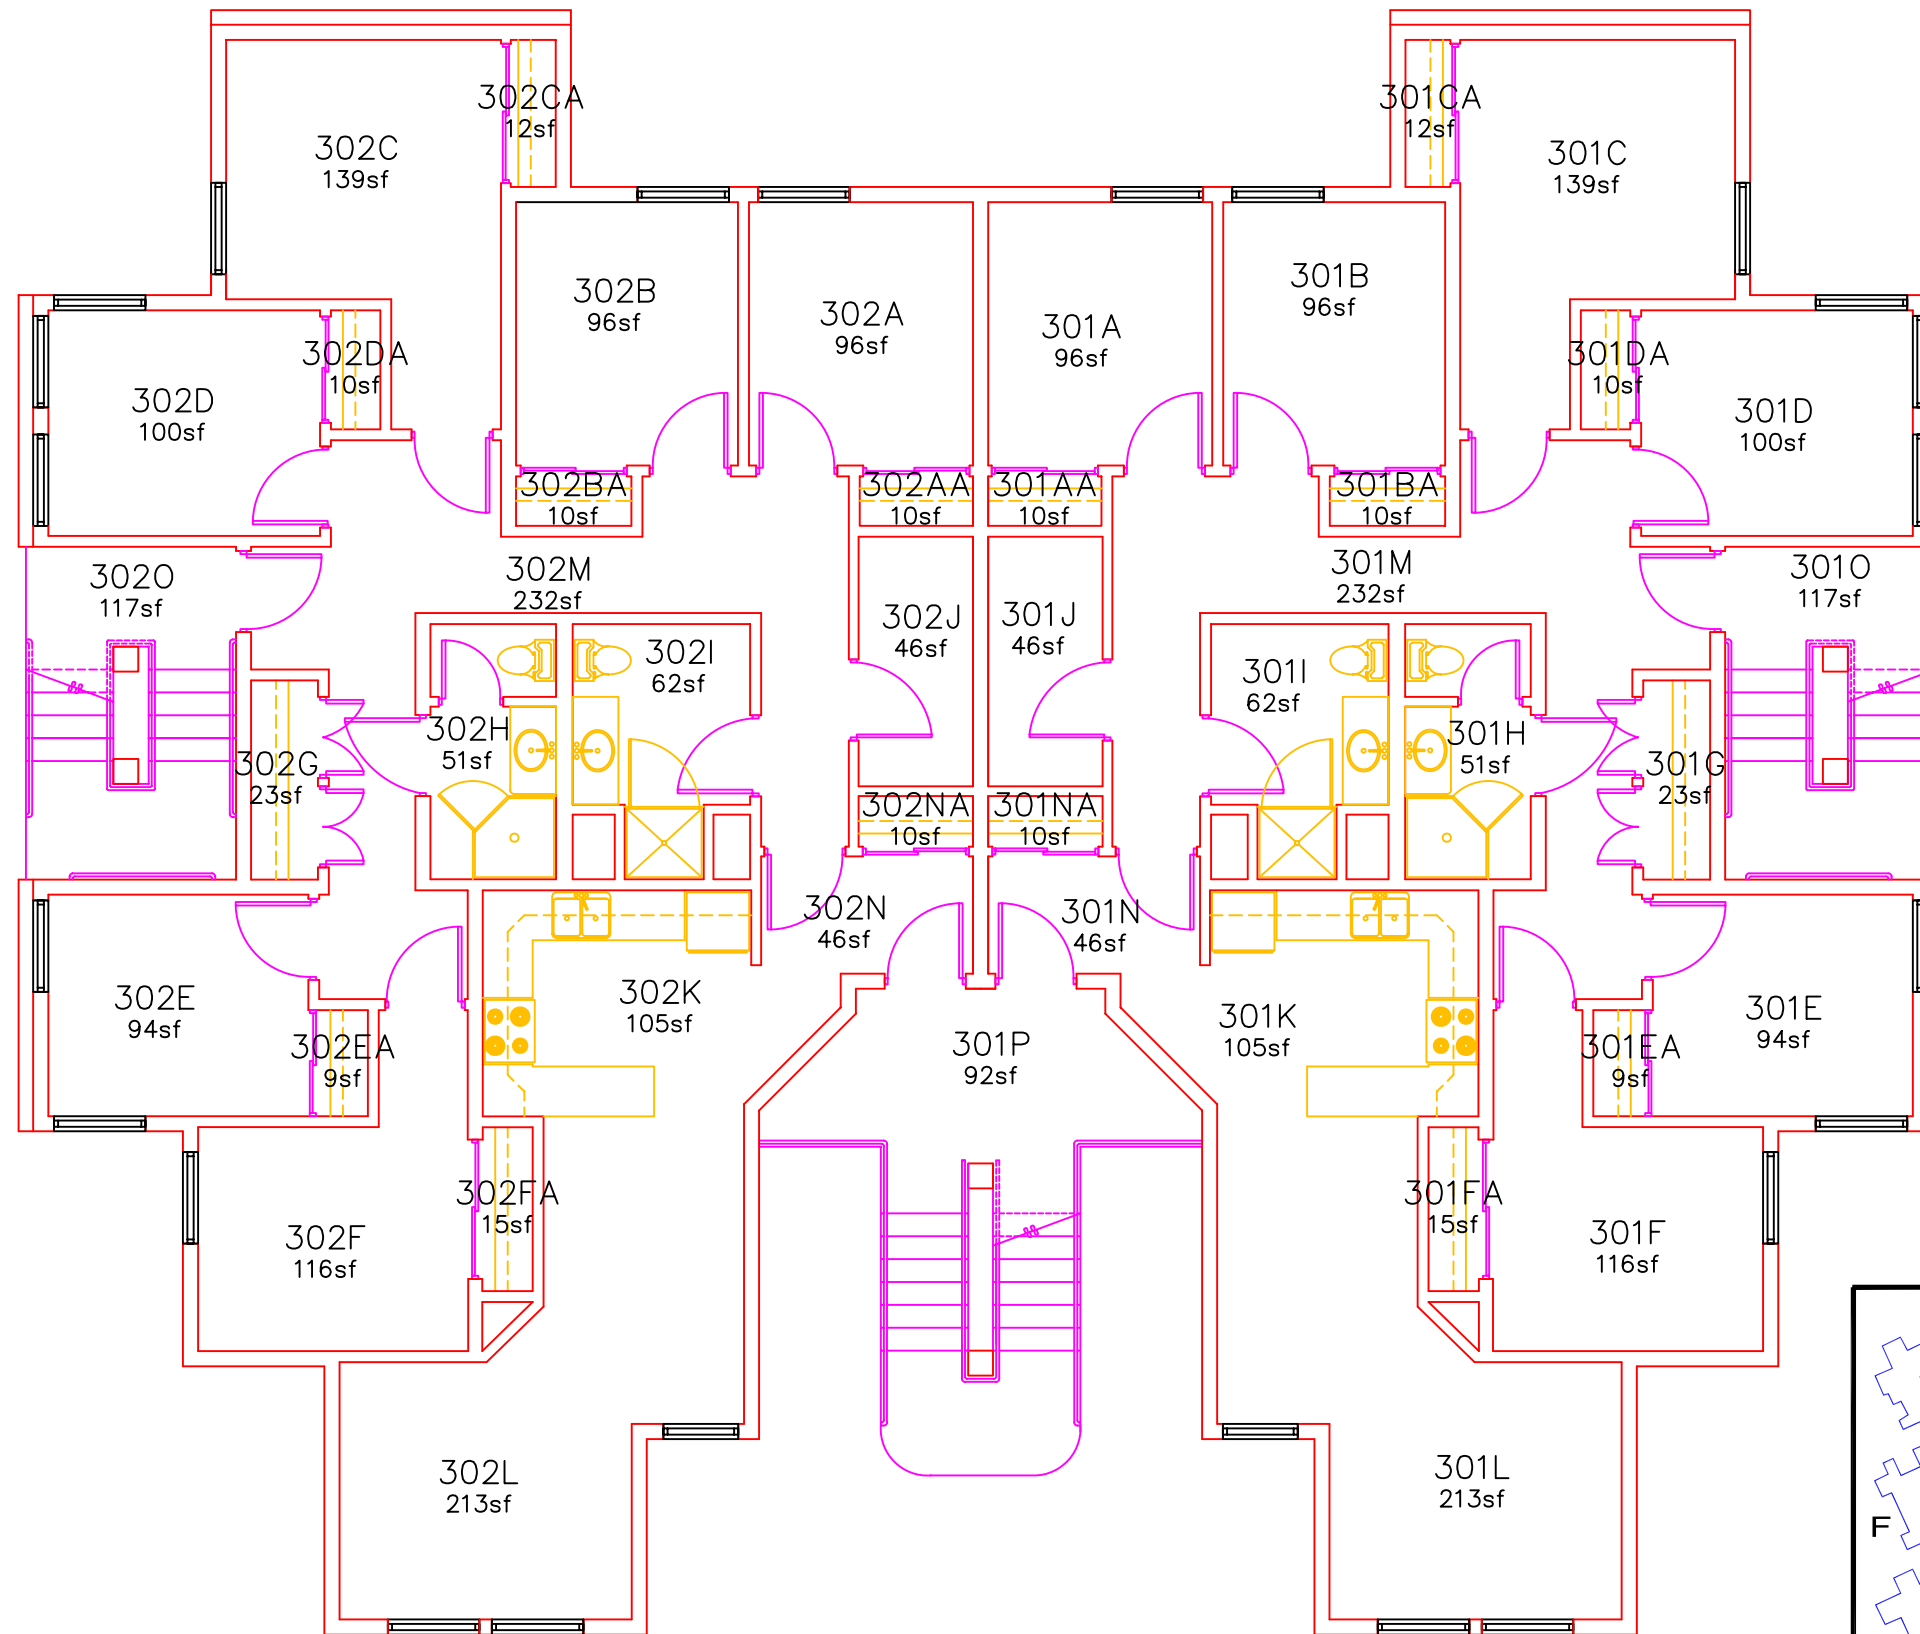 302CA
12sf
301CA
12sf
302C
139sf
301C
139sf
302B
96sf
302A
96sf
301A
96sf
301B
96sf
302DA
10sf
301DA
10sf
302D
100sf
301D
100sf
302BA
10sf
302AA
10sf
301AA
10sf
301BA
10sf
302O
117sf
302M
232sf
301M
232sf
301O
117sf
302J
46sf
301J
46sf
302I
62sf
301I
62sf
302H
51sf
301H
51sf
302G
23sf
301G
23sf
302NA
10sf
301NA
10sf
302N
46sf
301N
46sf
302E
94sf
302K
105sf
301K
105sf
301E
94sf
302EA
9sf
301P
92sf
301EA
9sf
302FA
15sf
301FA
15sf
302F
116sf
301F
116sf
302L
213sf
301L
213sf
F